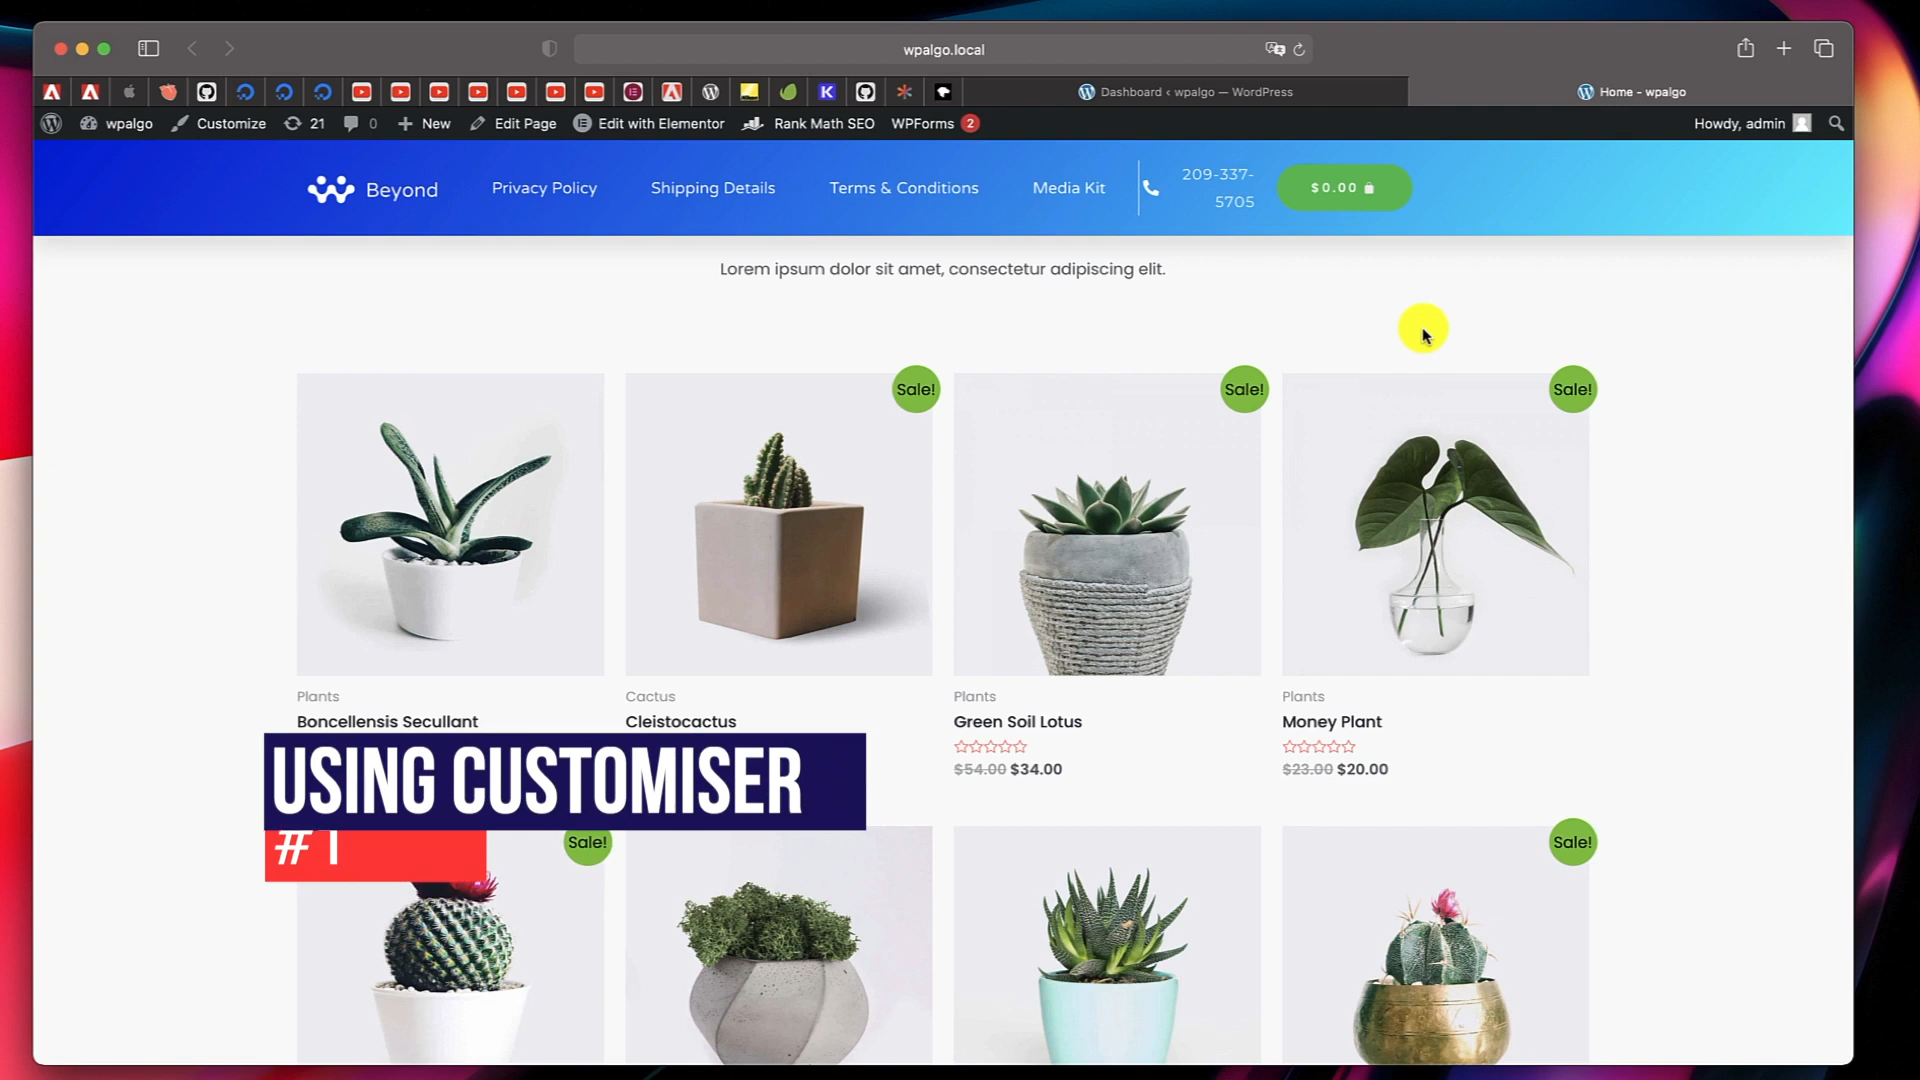 wpalgo.local
Dashboard ‹ wpalgo — WordPress
Home - wpalgo
wpalgo Customize 21 0 New Edit Page Edit with Elementor Rank Math SEO WPForms 2 Howdy, admin
Beyond Privacy Policy Shipping Details Terms & Conditions Media Kit 209-337-
5705
$0.00
Lorem ipsum dolor sit amet, consectetur adipiscing elit.
Sale! Sale! Sale!
Plants Cactus Plants Plants
Boncellensis Secullant Cleistocactus Green Soil Lotus Money Plant
$54.00 $34.00 $23.00 $20.00
USING CUSTOMISER
#1
Sale! Sale!